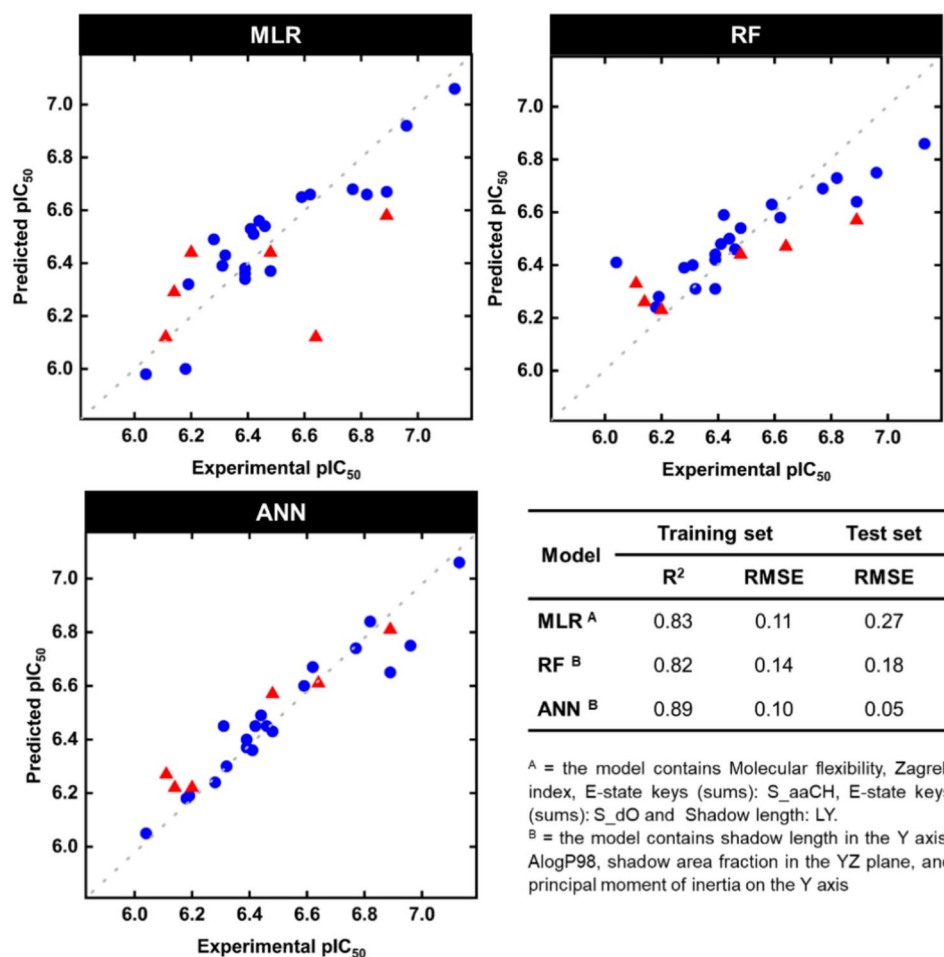 MLR
RF
Predicted pIC50
7.0
6.8
6.6
6.4
6.2
6.0
6.0 6.2 6.4 6.6 6.8 7.0
Experimental pIC50
Predicted pIC50
7.0
6.8
6.6
6.4
6.2
6.0
6.0 6.2 6.4 6.6 6.8 7.0
Experimental pIC50
ANN
Predicted pIC50
7.0
6.8
6.6
6.4
6.2
6.0
6.0 6.2 6.4 6.6 6.8 7.0
Experimental pIC50
Model Training set Test set
R2 RMSE RMSE
MLR A 0.83 0.11 0.27
RF B 0.82 0.14 0.18
ANN B 0.89 0.10 0.05
A = the model contains Molecular flexibility, Zagreb
index, E-state keys (sums): S_aaCH, E-state keys
(sums): S_dO and Shadow length: LY.
B = the model contains shadow length in the Y axis
AlogP98, shadow area fraction in the YZ plane, and
principal moment of inertia on the Y axis